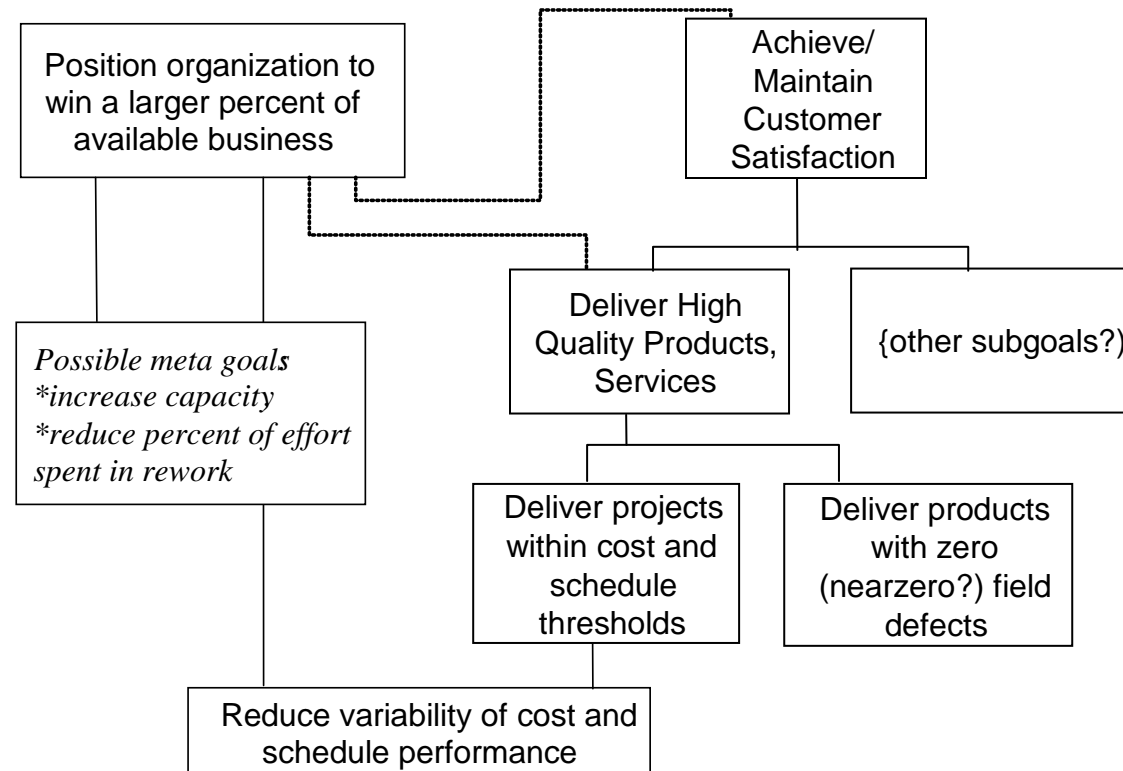 Position organization to
win a larger percent of
available business
Achieve/
Maintain
Customer
Satisfaction
Deliver High
Quality Products,
Services
{other subgoals?)
Possible meta goals
*increase capacity
*reduce percent of effort
spent in rework
Deliver projects
within cost and
schedule
thresholds
Deliver products
with zero
(nearzero?) field
defects
Reduce variability of cost and
schedule performance